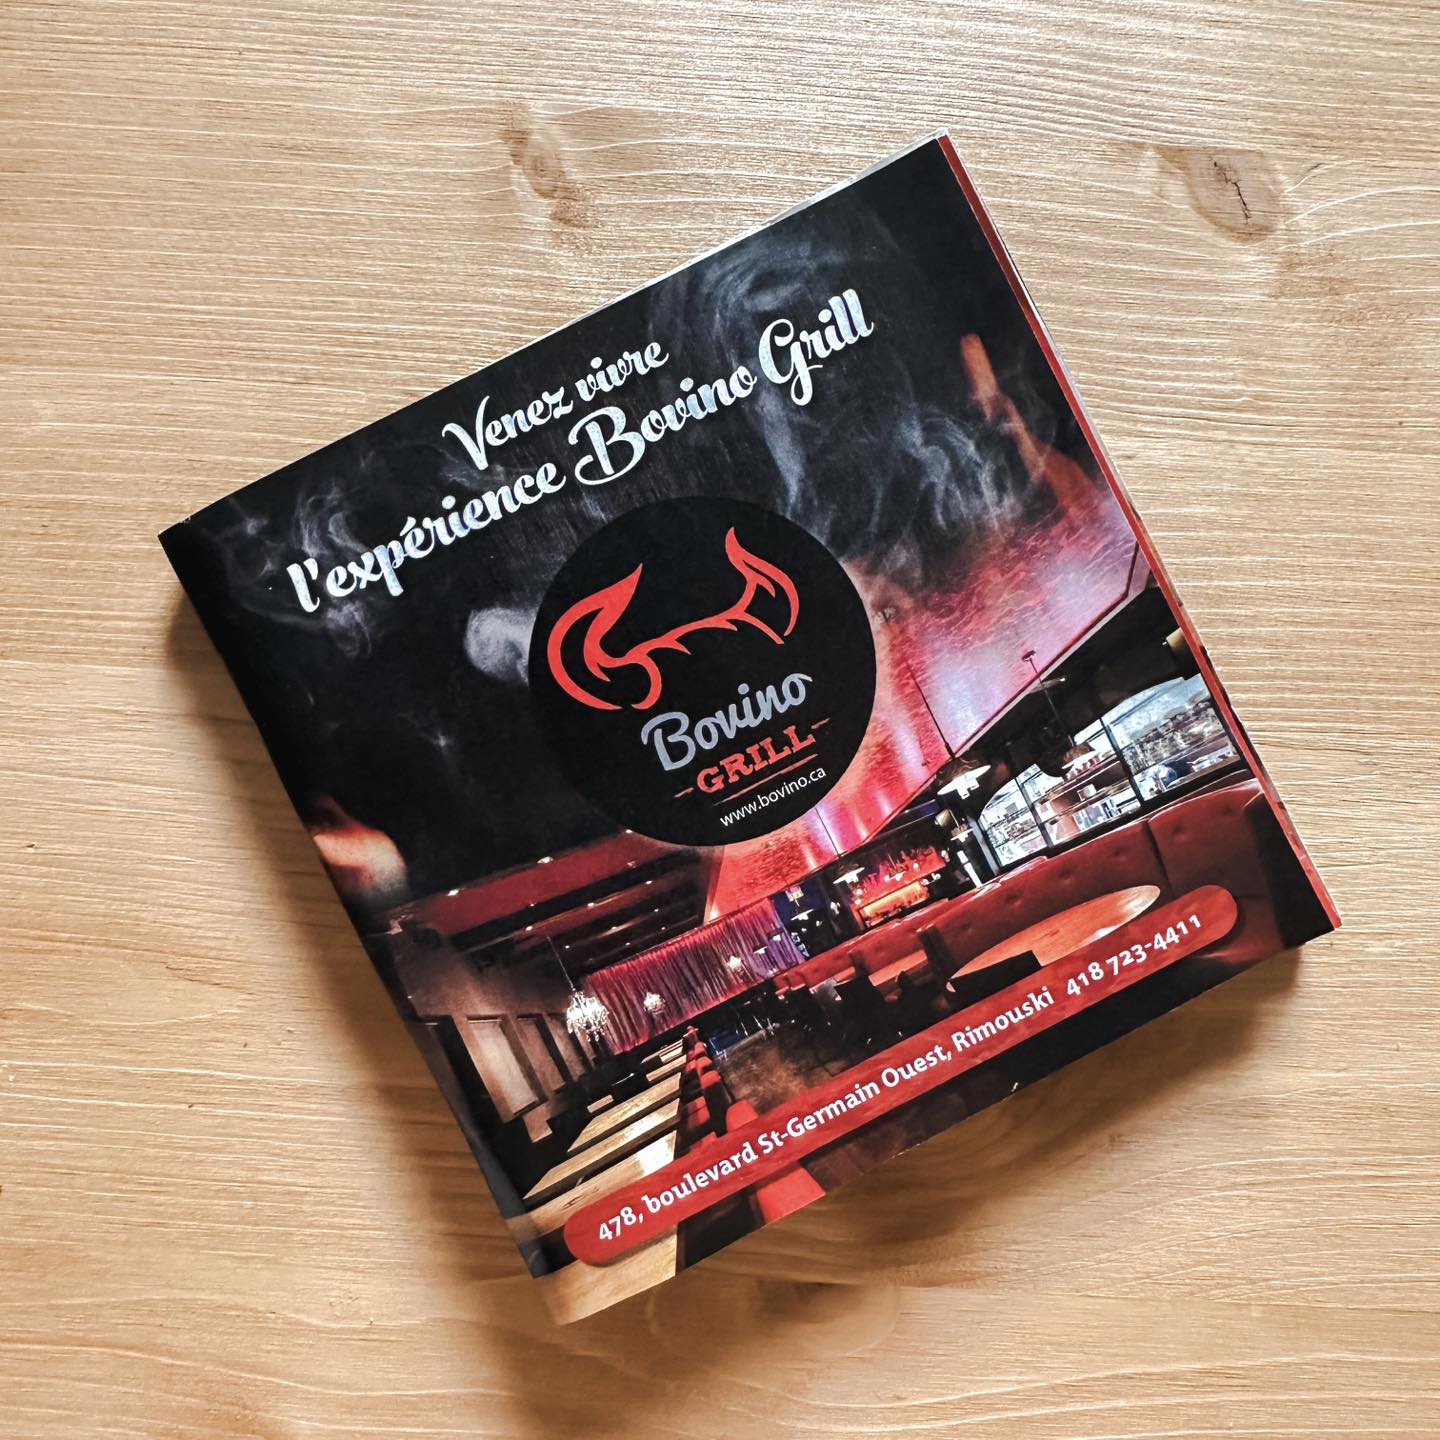 Venez vivre
l'expérience Bovino Grill
Bovino
GRILL
www.bovino.ca
478, boulevard St-Germain Ouest, Rimouski 418 723-4411